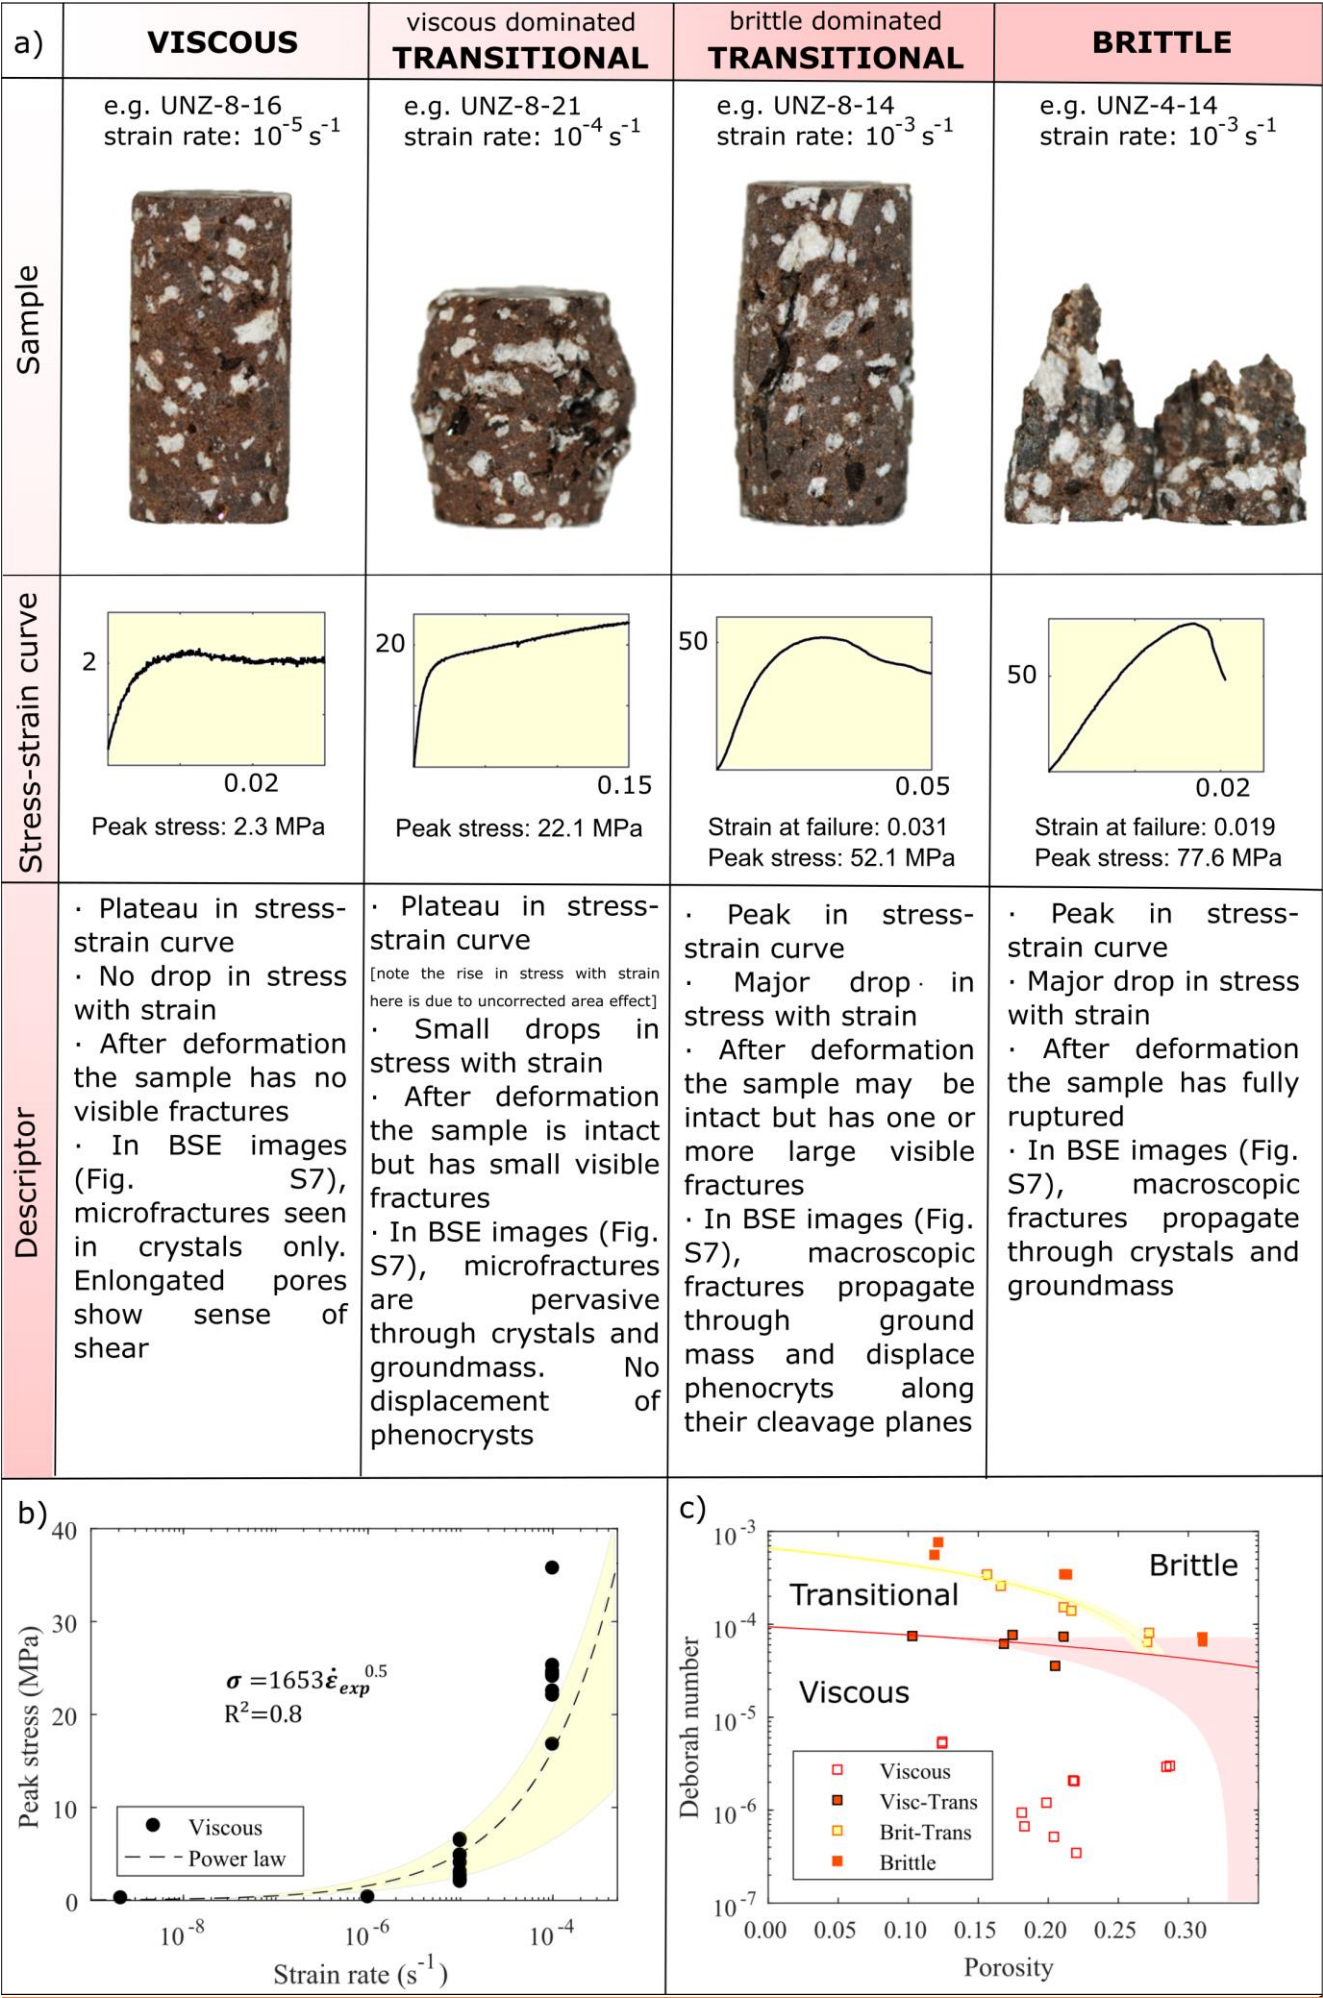 a)
VISCOUS
viscous dominated
TRANSITIONAL
brittle dominated
TRANSITIONAL
BRITTLE
Sample
e.g. UNZ-8-16
strain rate: 10⁻⁵ s⁻¹
e.g. UNZ-8-21
strain rate: 10⁻⁴ s⁻¹
e.g. UNZ-8-14
strain rate: 10⁻³ s⁻¹
e.g. UNZ-4-14
strain rate: 10⁻³ s⁻¹
Stress-strain curve
2
0.02
Peak stress: 2.3 MPa
20
0.15
Peak stress: 22.1 MPa
50
0.05
Strain at failure: 0.031
Peak stress: 52.1 MPa
50
0.02
Strain at failure: 0.019
Peak stress: 77.6 MPa
Descriptor
· Plateau in stress-
strain curve
· No drop in stress
with strain
· After deformation
the sample has no
visible fractures
· In BSE images
(Fig. S7),
microfractures seen
in crystals only.
Enlongated pores
show sense of
shear
· Plateau in stress-
strain curve
[note the rise in stress with strain
here is due to uncorrected area effect]
· Small drops in
stress with strain
· After deformation
the sample is intact
but has small visible
fractures
· In BSE images (Fig.
S7), microfractures
are pervasive
through crystals and
groundmass. No
displacement of
phenocrysts
· Peak in stress-
strain curve
· Major drop · in
stress with strain
· After deformation
the sample may be
intact but has one or
more large visible
fractures
· In BSE images (Fig.
S7), macroscopic
fractures propagate
through ground
mass and displace
phenocryts along
their cleavage planes
· Peak in stress-
strain curve
· Major drop in stress
with strain
· After deformation
the sample has fully
ruptured
· In BSE images (Fig.
S7), macroscopic
fractures propagate
through crystals and
groundmass
b)
Peak stress (MPa)
40
30
20
10
0
σ =1653ε̇exp^0.5
R²=0.8
Viscous
Power law
10⁻⁸
10⁻⁶
10⁻⁴
Strain rate (s⁻¹)
c)
Deborah number
10⁻³
10⁻⁴
10⁻⁵
10⁻⁶
10⁻⁷
Brittle
Transitional
Viscous
Viscous
Visc-Trans
Brit-Trans
Brittle
0.00
0.05
0.10
0.15
0.20
0.25
0.30
Porosity